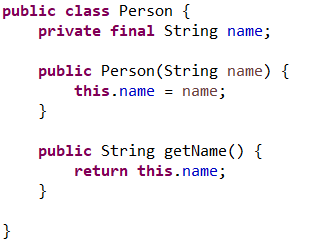 public class Person {
    private final String name;

    public Person(String name) {
        this.name = name;
    }

    public String getName() {
        return this.name;
    }

}